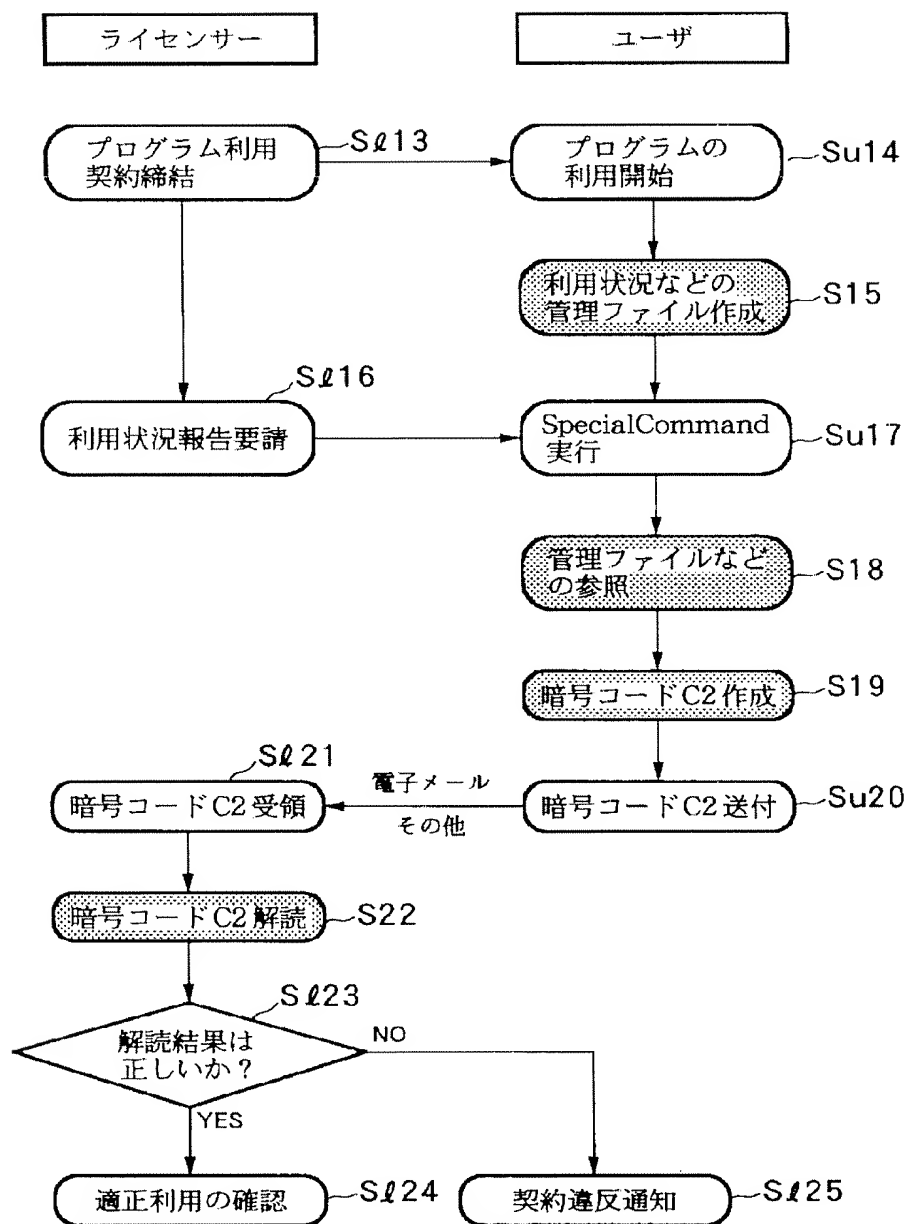 ライセンサー
ユーザ
プログラム利用
契約締結
Sℓ13
プログラムの
利用開始
Su14
利用状況などの
管理ファイル作成
S15
Sℓ16
利用状況報告要請
SpecialCommand
実行
Su17
管理ファイルなど
の参照
S18
暗号コードC2作成
S19
Sℓ21
暗号コードC2受領
電子メール
その他
暗号コードC2送付
Su20
暗号コードC2解読
S22
Sℓ23
解読結果は
正しいか？
NO
YES
適正利用の確認
Sℓ24
契約違反通知
Sℓ25